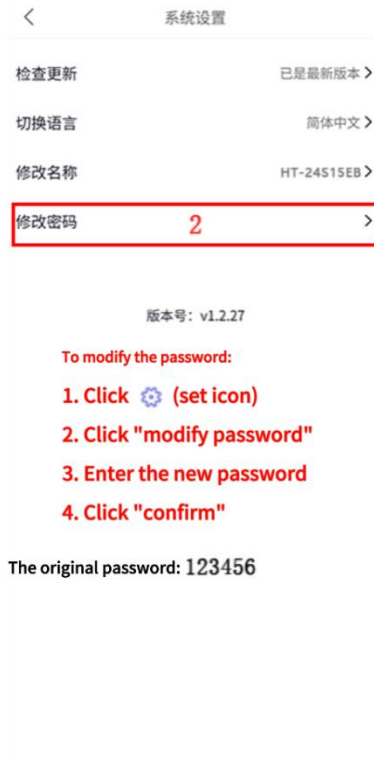 系统设置
检查更新 已是最新版本
切换语言 简体中文
修改名称 HT-24S15EB
修改密码 2
版本号：v1.2.27
To modify the password:
1. Click (set icon)
2. Click "modify password"
3. Enter the new password
4. Click "confirm"
The original password: 123456